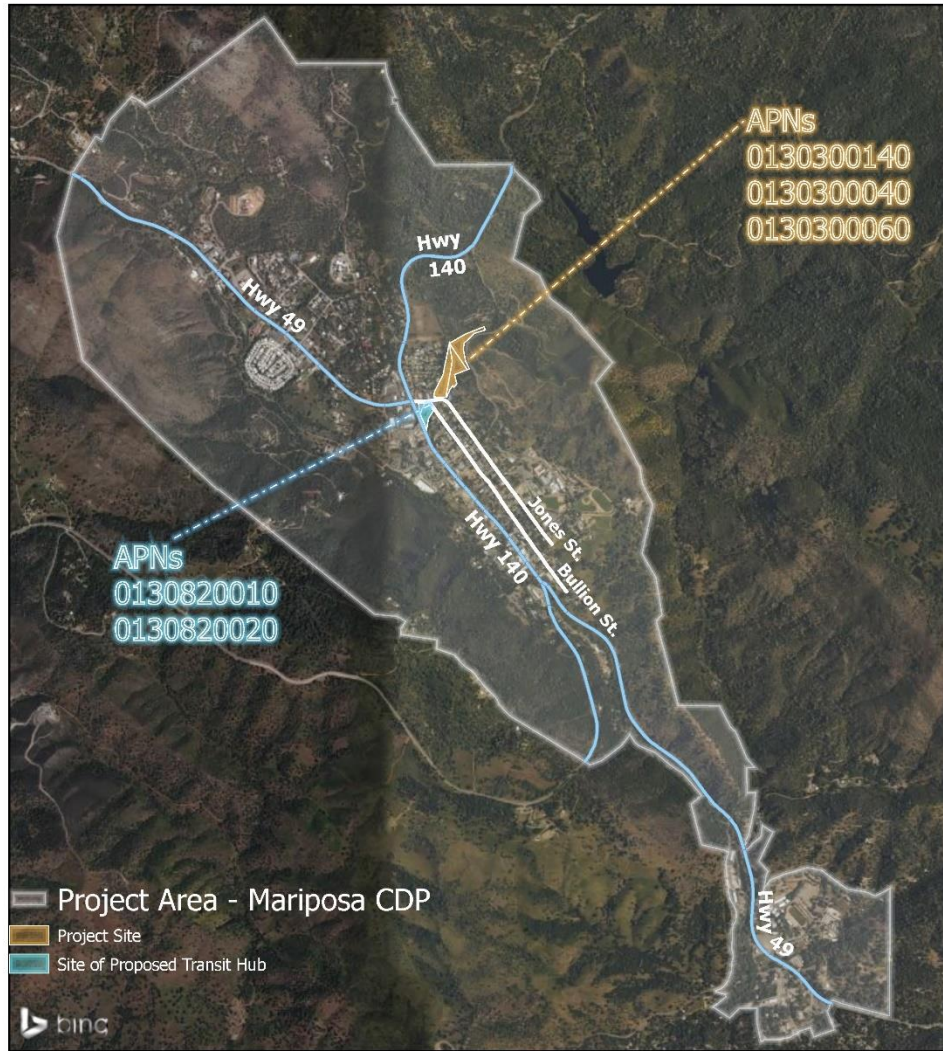 APNs
0130300140
0130300040
0130300060
Hwy
140
Hwy 49
Jones St.
Hwy 140
Bullion St.
APNs
0130820010
0130820020
Hwy 49
Project Area - Mariposa CDP
Project Site
Site of Proposed Transit Hub
bing